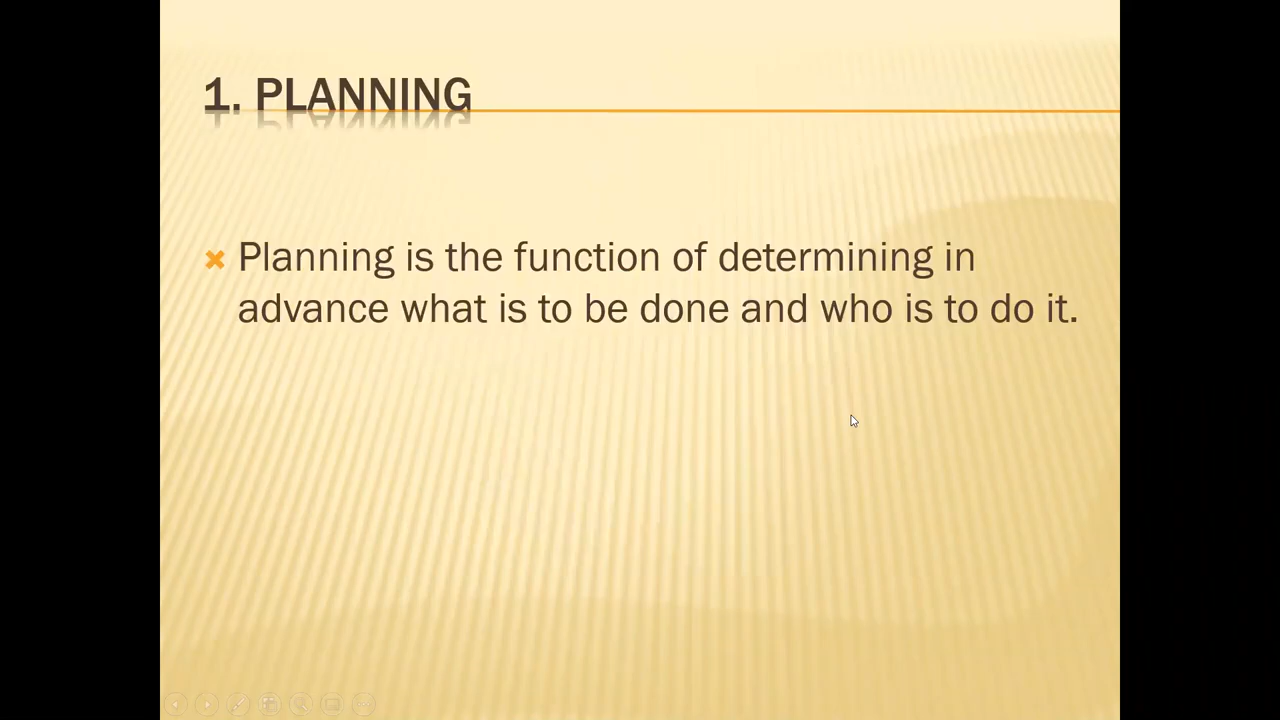 1. PLANNING
Planning is the function of determining in
advance what is to be done and who is to do it.